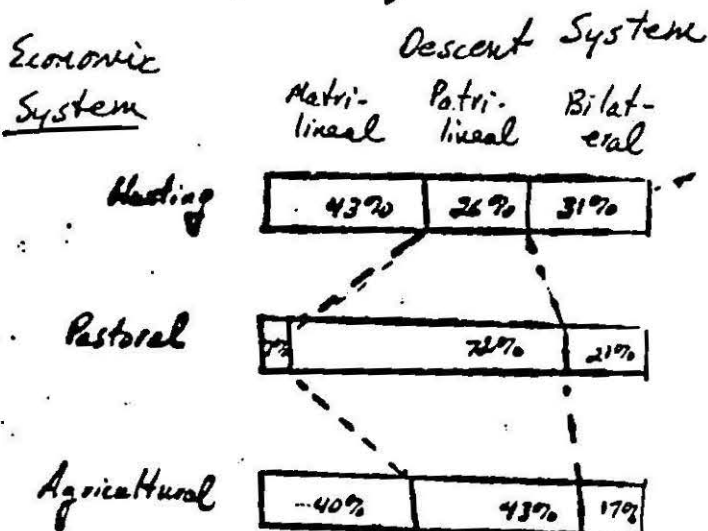 Descent System
Economic
System
Matri-
lineal
Patri-
lineal
Bilat-
eral
Hunting
43%
26%
31%
Pastoral
7%
72%
21%
Agricultural
40%
43%
17%